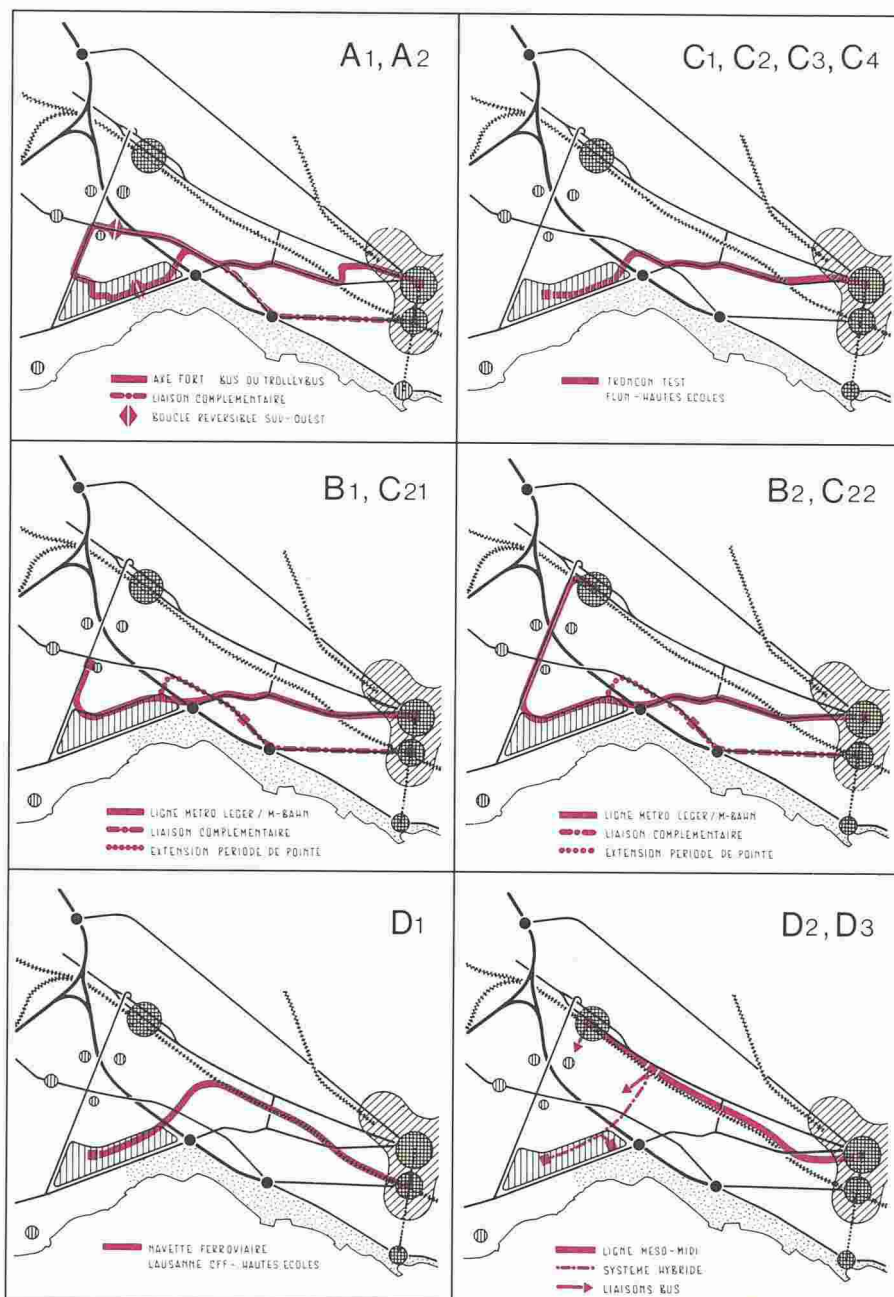 A1, A2
AXE FORT BUS OU TROLLEYBUS
LIAISON COMPLEMENTAIRE
BOUCLE REVERSIBLE SUD-OUEST
C1, C2, C3, C4
TRONCON TEST
FLON-HAUTES ECOLES
B1, C21
LIGNE METRO LEGER/M-BAHN
LIAISON COMPLEMENTAIRE
EXTENSION PERIODE DE POINTE
B2, C22
LIGNE METRO LEGER/M-BAHN
LIAISON COMPLEMENTAIRE
EXTENSION PERIODE DE POINTE
D1
NAVETTE FERROVIAIRE
LAUSANNE CFF-HAUTES ECOLES
D2, D3
LIGNE MESO-MIDI
SYSTEME HYBRIDE
LIAISONS BUS